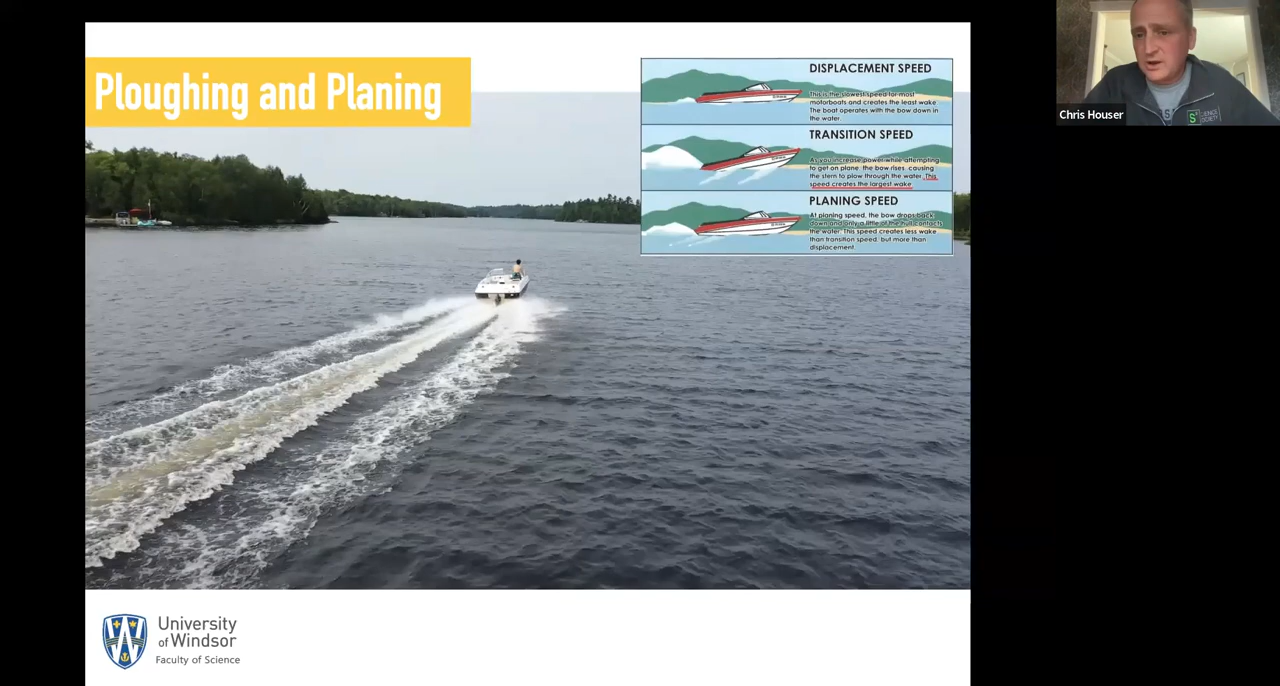 Ploughing and Planing
DISPLACEMENT SPEED
This is the slowest speed for most
motorboats and creates the least wake.
The boat operates with the bow down in
the water.
TRANSITION SPEED
As you increase power while attempting
to get on plane, the bow rises, causing
the stern to plow through the water. This
speed creates the largest wake
PLANING SPEED
At planing speed, the bow drops back
down and only a little of the hull contacts
the water. This speed creates less wake
than transition speed, but more than
displacement.
Chris Houser
SCIENCE
SOCIETY
University
of Windsor
Faculty of Science